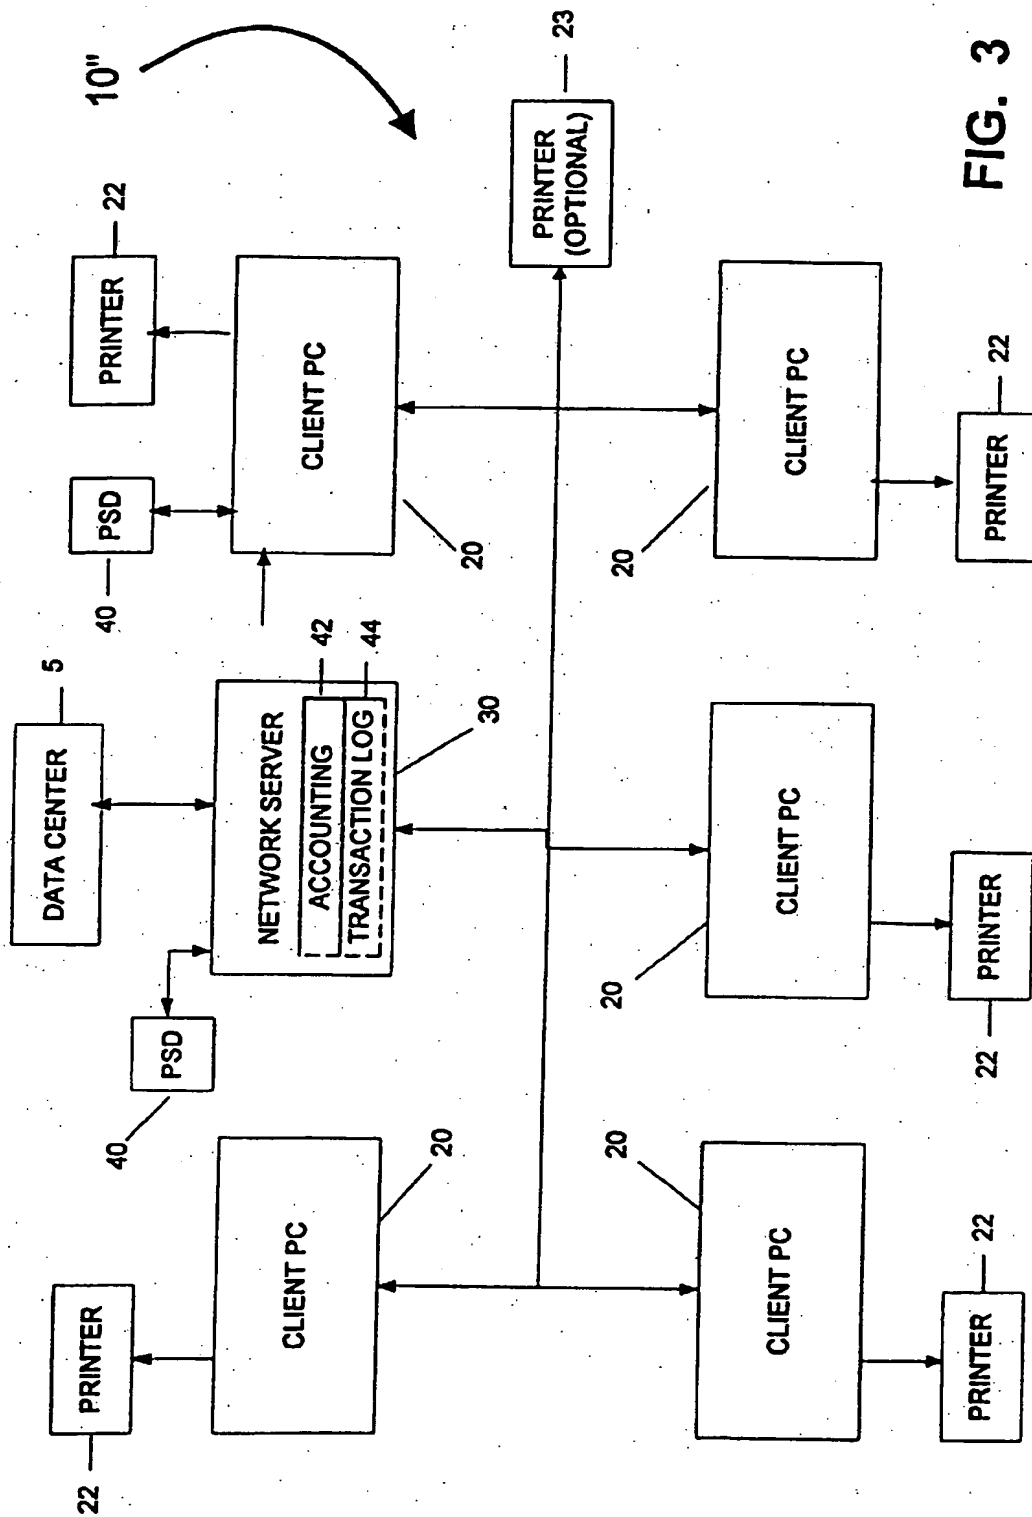 10"
DATA CENTER
5
PRINTER
22
PSD
40
NETWORK SERVER
ACCOUNTING
42
TRANSACTION LOG
44
30
PSD
40
PRINTER
22
CLIENT PC
20
CLIENT PC
20
PRINTER
(OPTIONAL)
23
CLIENT PC
20
CLIENT PC
20
CLIENT PC
20
PRINTER
22
PRINTER
22
PRINTER
22
FIG. 3